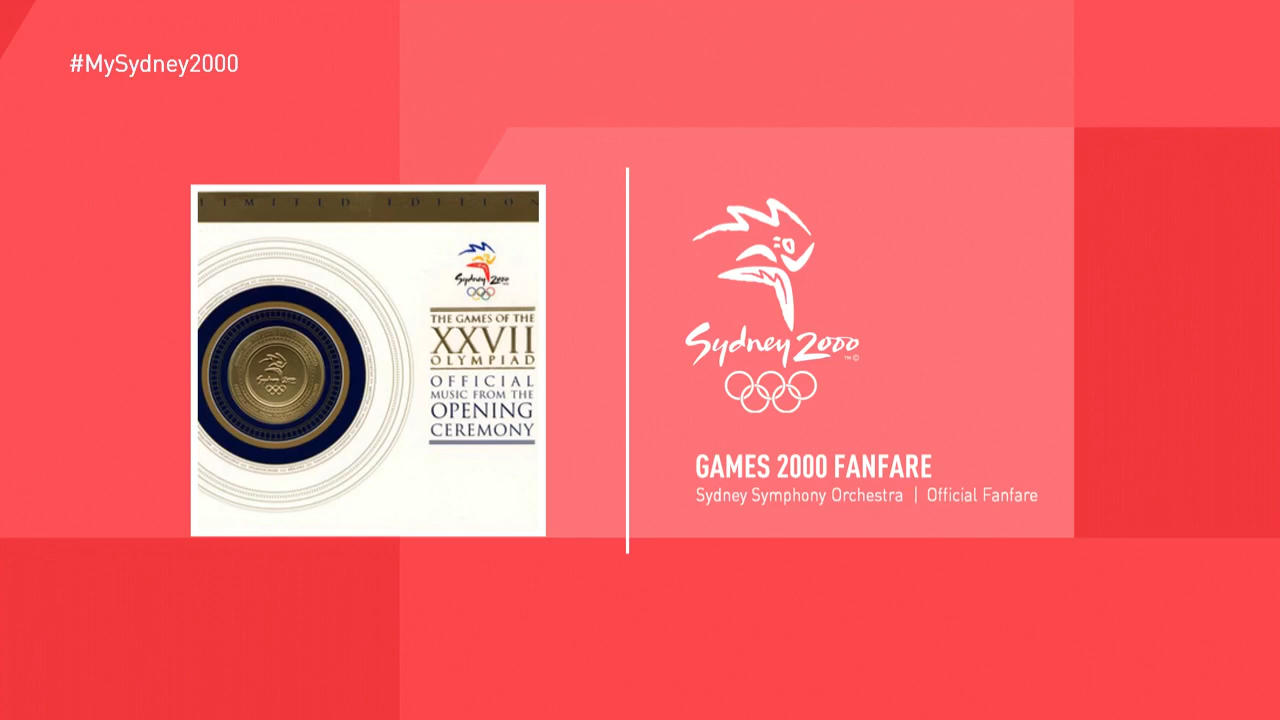 #MySydney2000
LIMITED EDITION
Sydney 2000
THE GAMES OF THE
XXVII
OLYMPIAD
OFFICIAL
MUSIC FROM THE
OPENING
CEREMONY
Sydney 2000
TM ©
GAMES 2000 FANFARE
Sydney Symphony Orchestra | Official Fanfare